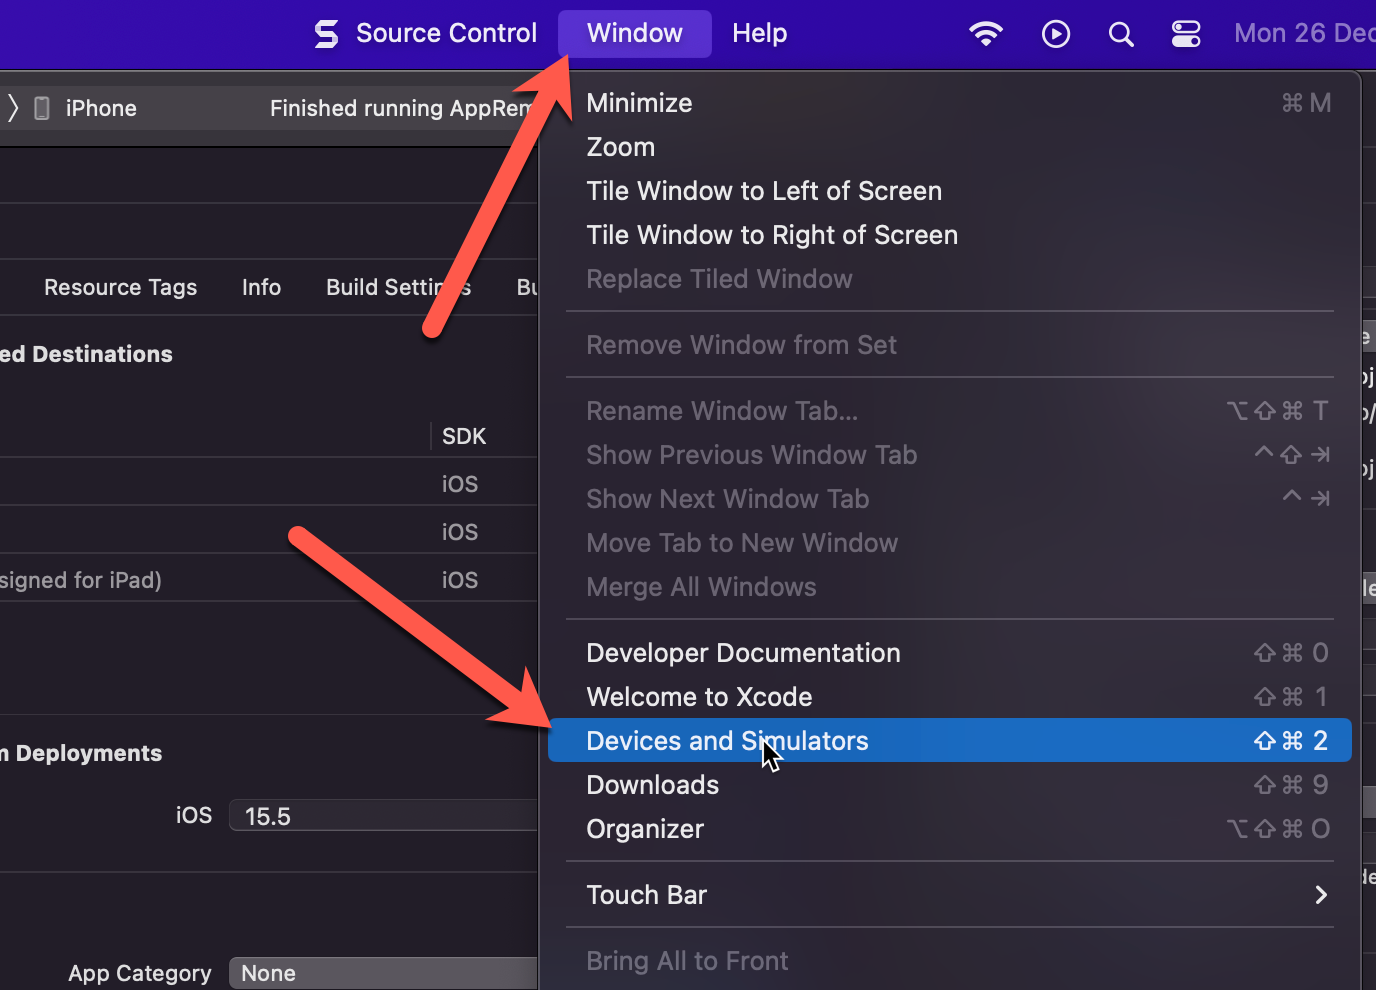 Source Control Window Help Mon 26 Dec
iPhone Finished running AppRem
Minimize ⌘ M
Zoom
Tile Window to Left of Screen
Tile Window to Right of Screen
Replace Tiled Window
Resource Tags Info Build Settings Bu
Remove Window from Set
ed Destinations
Rename Window Tab... ⌥⇧⌘ T
SDK
Show Previous Window Tab ^⇧⇥
iOS
Show Next Window Tab ^⇥
iOS
Move Tab to New Window
signed for iPad) iOS
Merge All Windows
Developer Documentation ⇧⌘ 0
Welcome to Xcode ⇧⌘ 1
Devices and Simulators ⇧⌘ 2
m Deployments
Downloads ⇧⌘ 9
iOS 15.5
Organizer ⌥⇧⌘ O
Touch Bar
Bring All to Front
App Category None